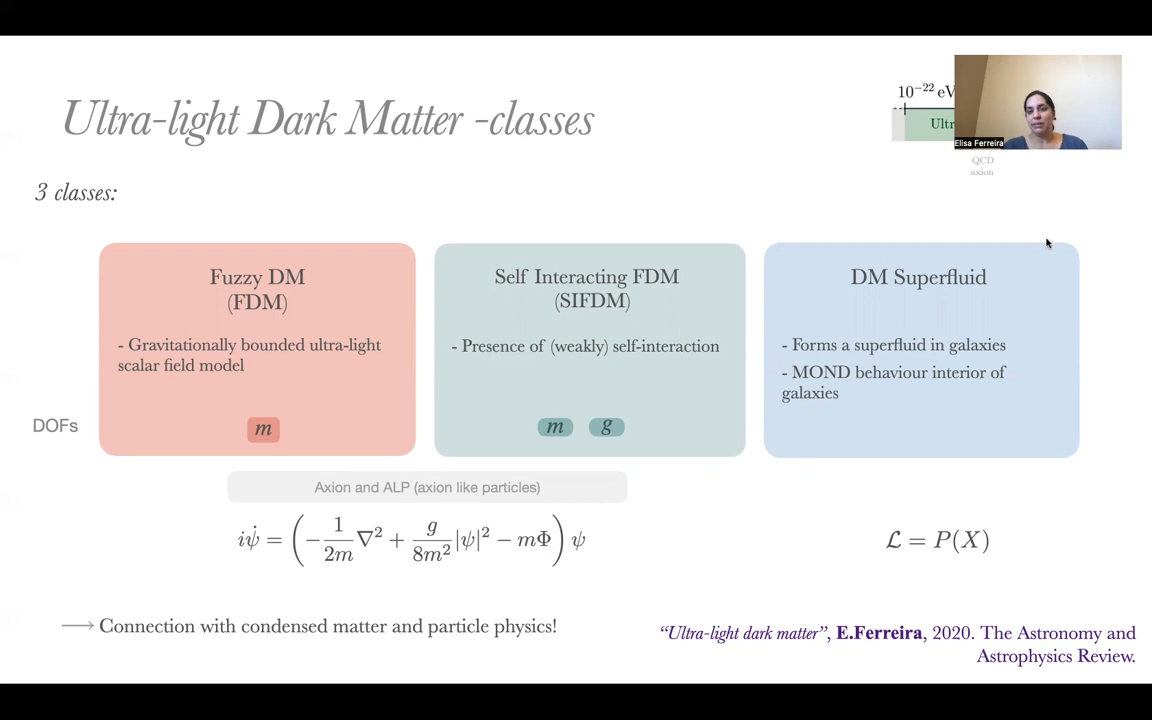 Ultra-light Dark Matter -classes
10⁻²² eV
Ultr
Elisa Ferreira
QCD
axion
3 classes:
Fuzzy DM
(FDM)
- Gravitationally bounded ultra-light
scalar field model
m
Self Interacting FDM
(SIFDM)
- Presence of (weakly) self-interaction
m g
DM Superfluid
- Forms a superfluid in galaxies
- MOND behaviour interior of
galaxies
DOFs
Axion and ALP (axion like particles)
iψ̇ = (−1/2m ∇² + g/8m² |ψ|² − mΦ) ψ
ℒ = P(X)
⟶ Connection with condensed matter and particle physics!
“Ultra-light dark matter”, E.Ferreira, 2020. The Astronomy and
Astrophysics Review.